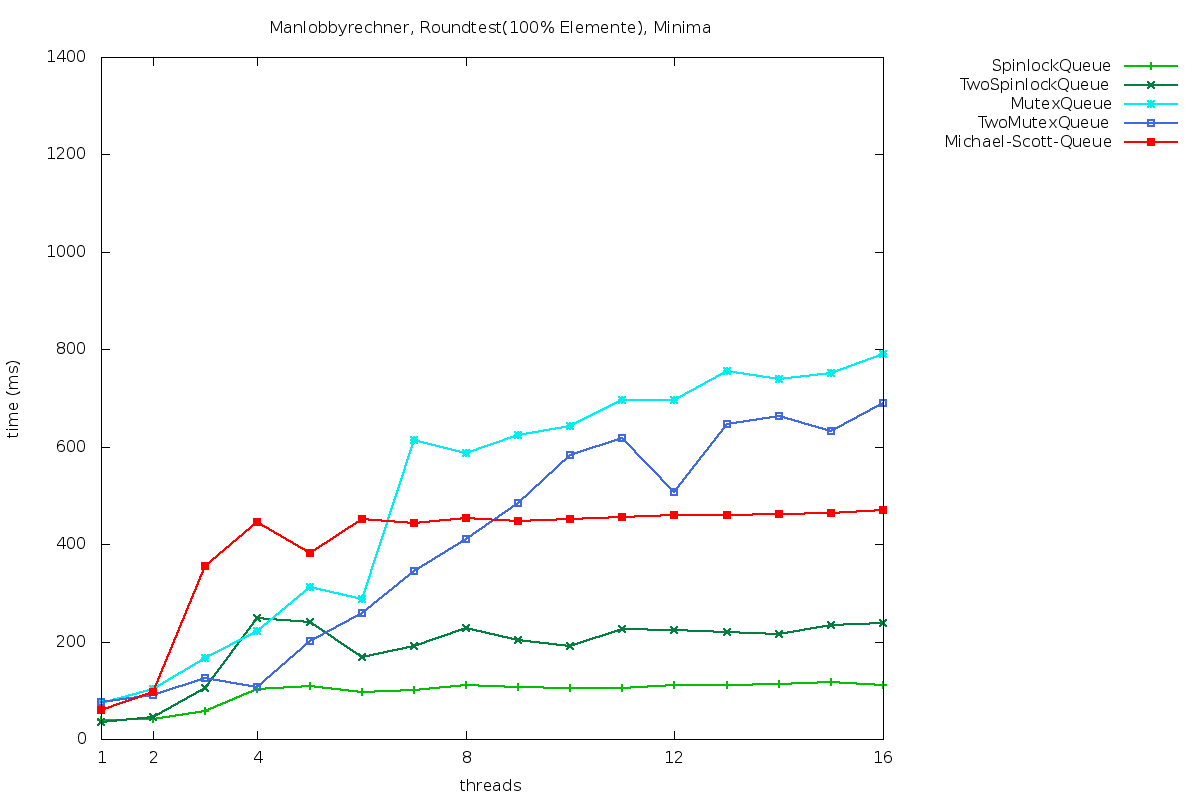 Manlobbyrechner, Roundtest(100% Elemente), Minima
1400
1200
1000
800
600
400
200
0
time (ms)
1 2 4 8 12 16
threads
SpinlockQueue
TwoSpinlockQueue
MutexQueue
TwoMutexQueue
Michael-Scott-Queue